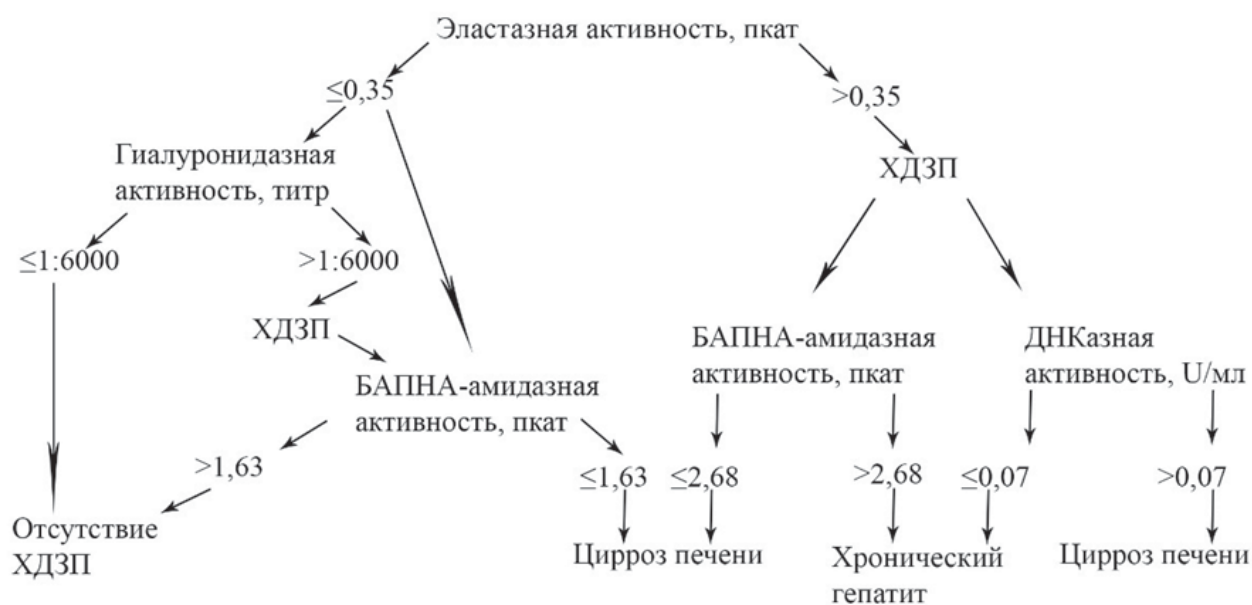 Эластазная активность, пкат
≤0,35
>0,35
Гиалуронидазная
активность, титр
ХДЗП
≤1:6000
>1:6000
ХДЗП
БАПНА-амидазная
активность, пкат
ДНКазная
активность, U/мл
БАПНА-амидазная
активность, пкат
>1,63
≤1,63
≤2,68
>2,68
≤0,07
>0,07
Отсутствие
ХДЗП
Цирроз печени
Хронический
гепатит
Цирроз печени